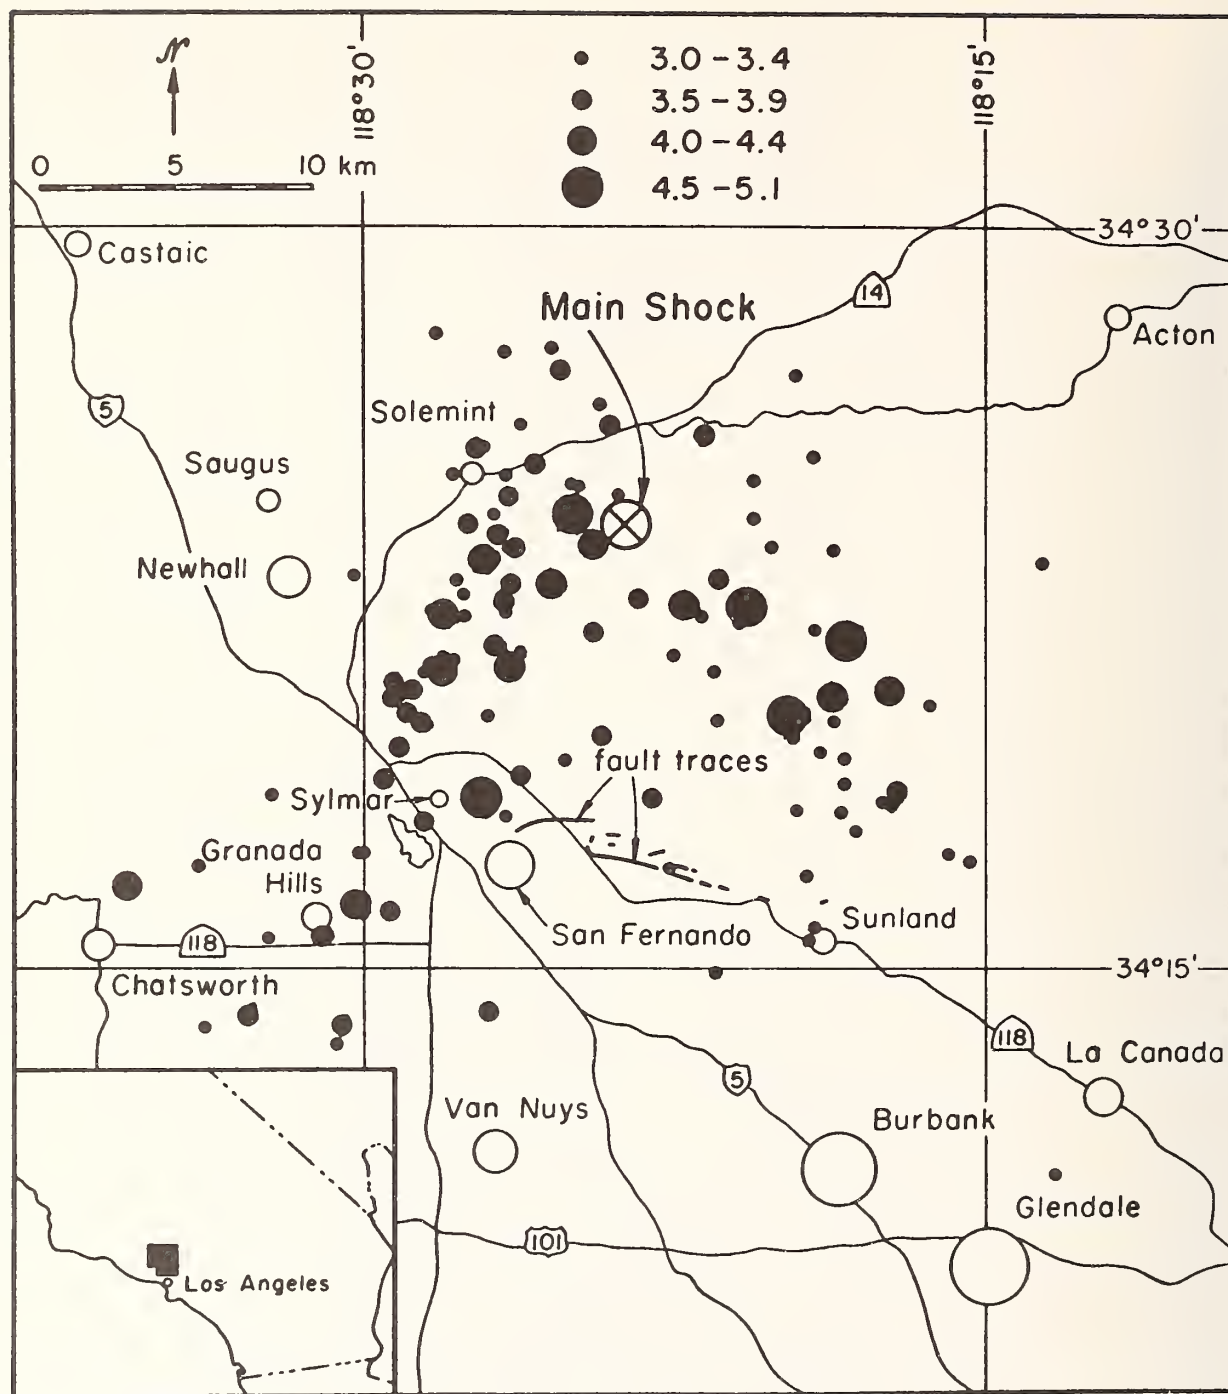 N
118°30'
118°15'
3.0 - 3.4
3.5 - 3.9
4.0 - 4.4
4.5 - 5.1
0 5 10 km
34°30'
Castaic
14
Main Shock
Acton
5
Solemint
Saugus
Newhall
fault traces
Sylmar
Granada
Hills
118
San Fernando
Sunland
34°15'
Chatsworth
118
La Canada
5
Van Nuys
Burbank
Glendale
101
Los Angeles